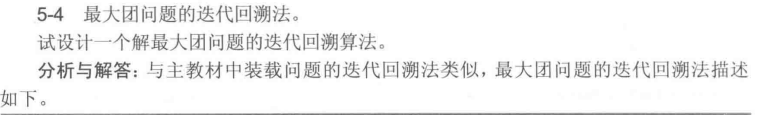 5-4 最大团问题的迭代回溯法。
试设计一个解最大团问题的迭代回溯算法。
分析与解答：与主教材中装载问题的迭代回溯法类似，最大团问题的迭代回溯法描述
如下。